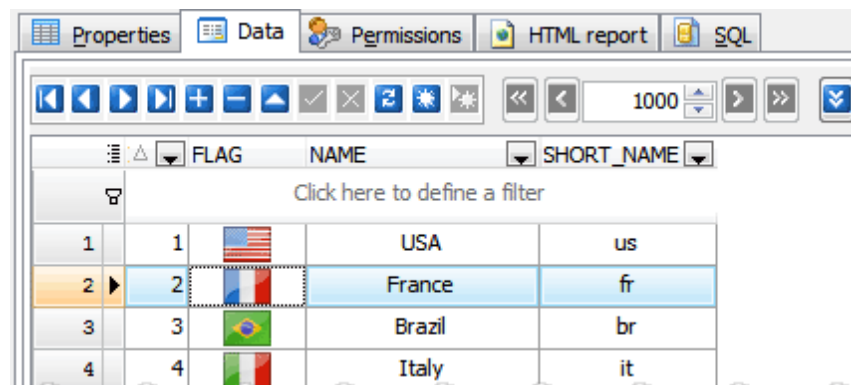 Properties Data Permissions HTML report SQL
1000
FLAG NAME SHORT_NAME
Click here to define a filter
1 1 USA us
2 2 France fr
3 3 Brazil br
4 4 Italy it